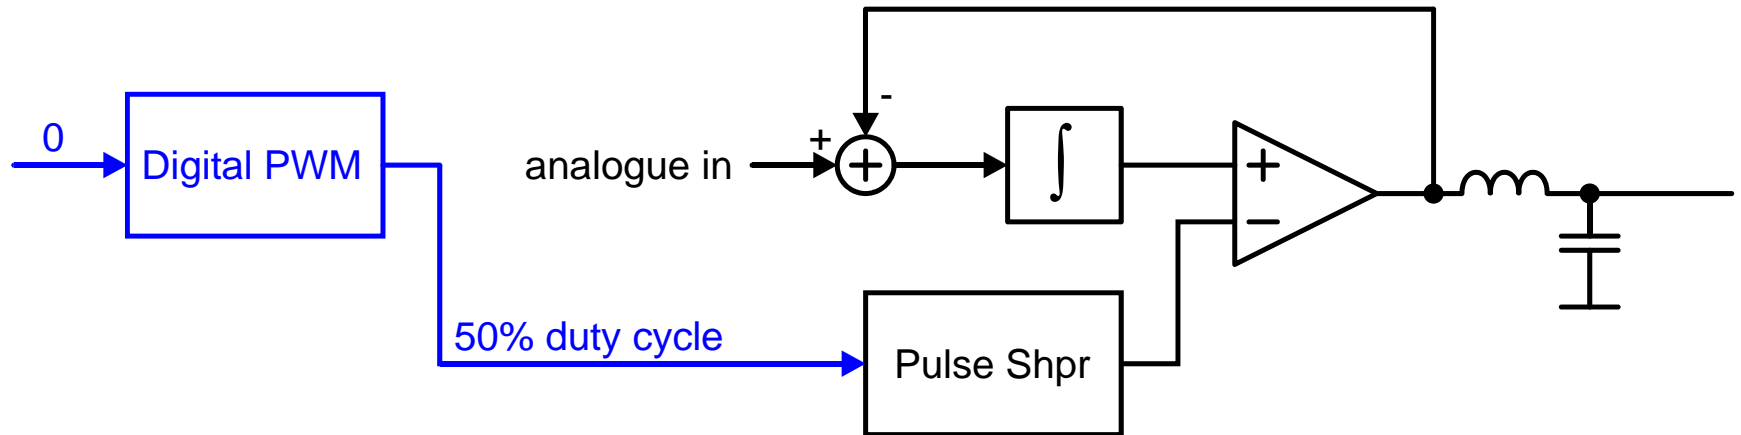 0
Digital PWM
analogue in
+
-
+
∫
+
−
50% duty cycle
Pulse Shpr